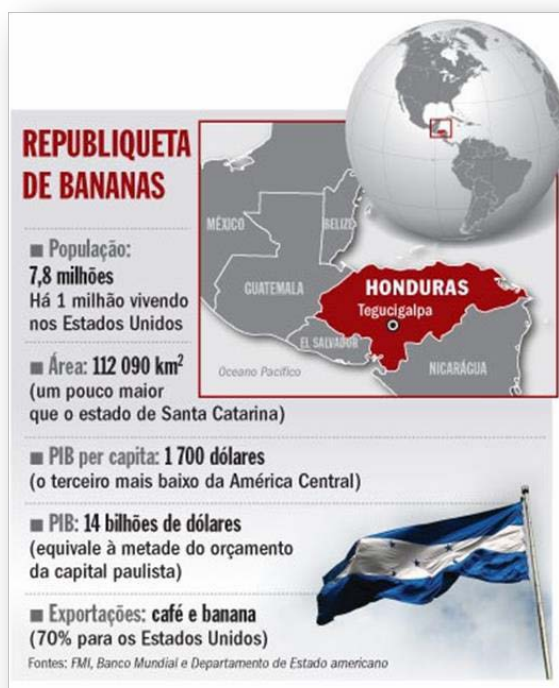 REPUBLIQUETA
DE BANANAS
■ População:
7,8 milhões
Há 1 milhão vivendo
nos Estados Unidos
■ Área: 112 090 km²
(um pouco maior
que o estado de Santa Catarina)
■ PIB per capita: 1 700 dólares
(o terceiro mais baixo da América Central)
■ PIB: 14 bilhões de dólares
(equivale à metade do orçamento
da capital paulista)
■ Exportações: café e banana
(70% para os Estados Unidos)
Fontes: FMI, Banco Mundial e Departamento de Estado americano
MÉXICO
BELIZE
GUATEMALA
HONDURAS
Tegucigalpa
EL SALVADOR
NICARÁGUA
Oceano Pacífico